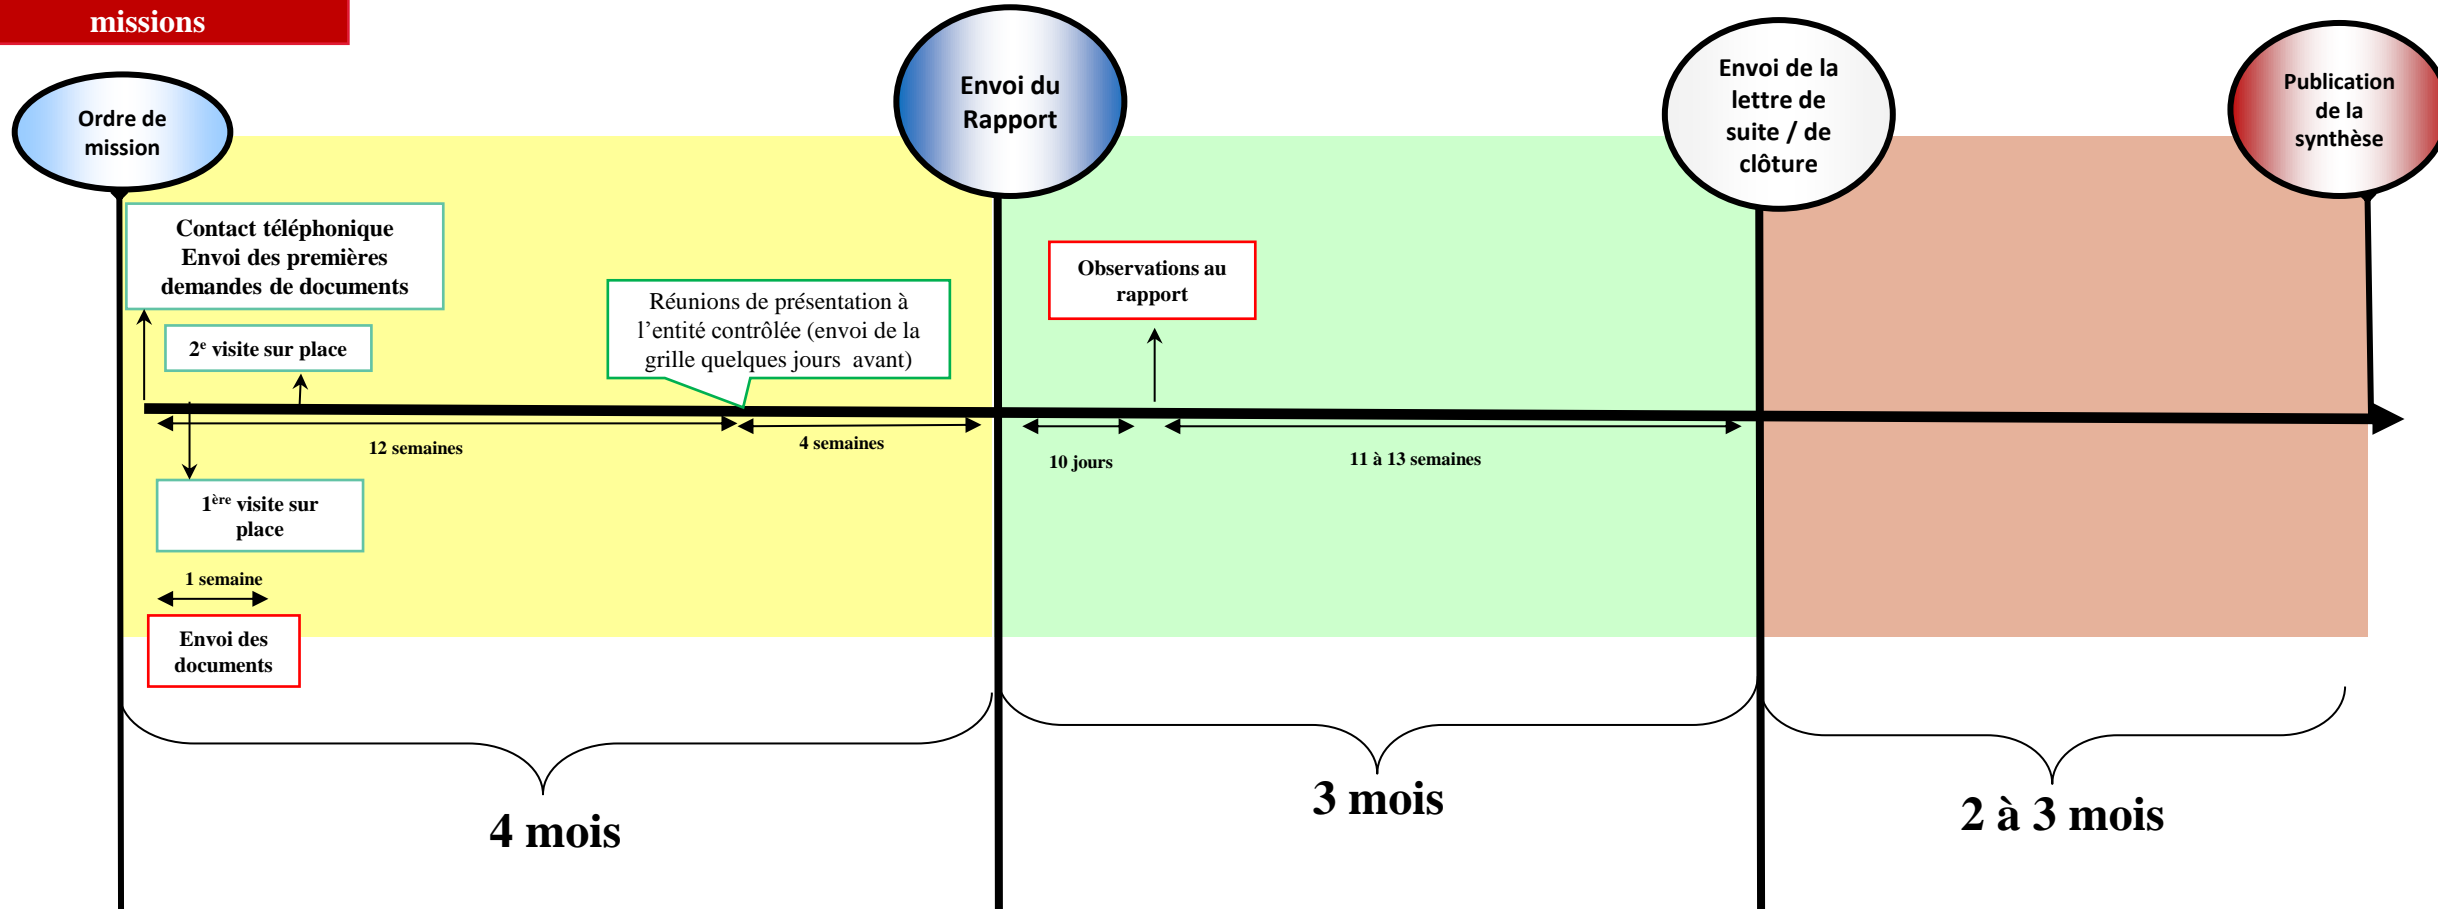 missions
Ordre de
mission
Envoi du
Rapport
Envoi de la
lettre de
suite / de
clôture
Publication
de la
synthèse
Contact téléphonique
Envoi des premières
demandes de documents
2e visite sur place
Réunions de présentation à
l’entité contrôlée (envoi de la
grille quelques jours  avant)
Observations au
rapport
12 semaines
4 semaines
10 jours
11 à 13 semaines
1ère visite sur
place
1 semaine
Envoi des
documents
4 mois
3 mois
2 à 3 mois